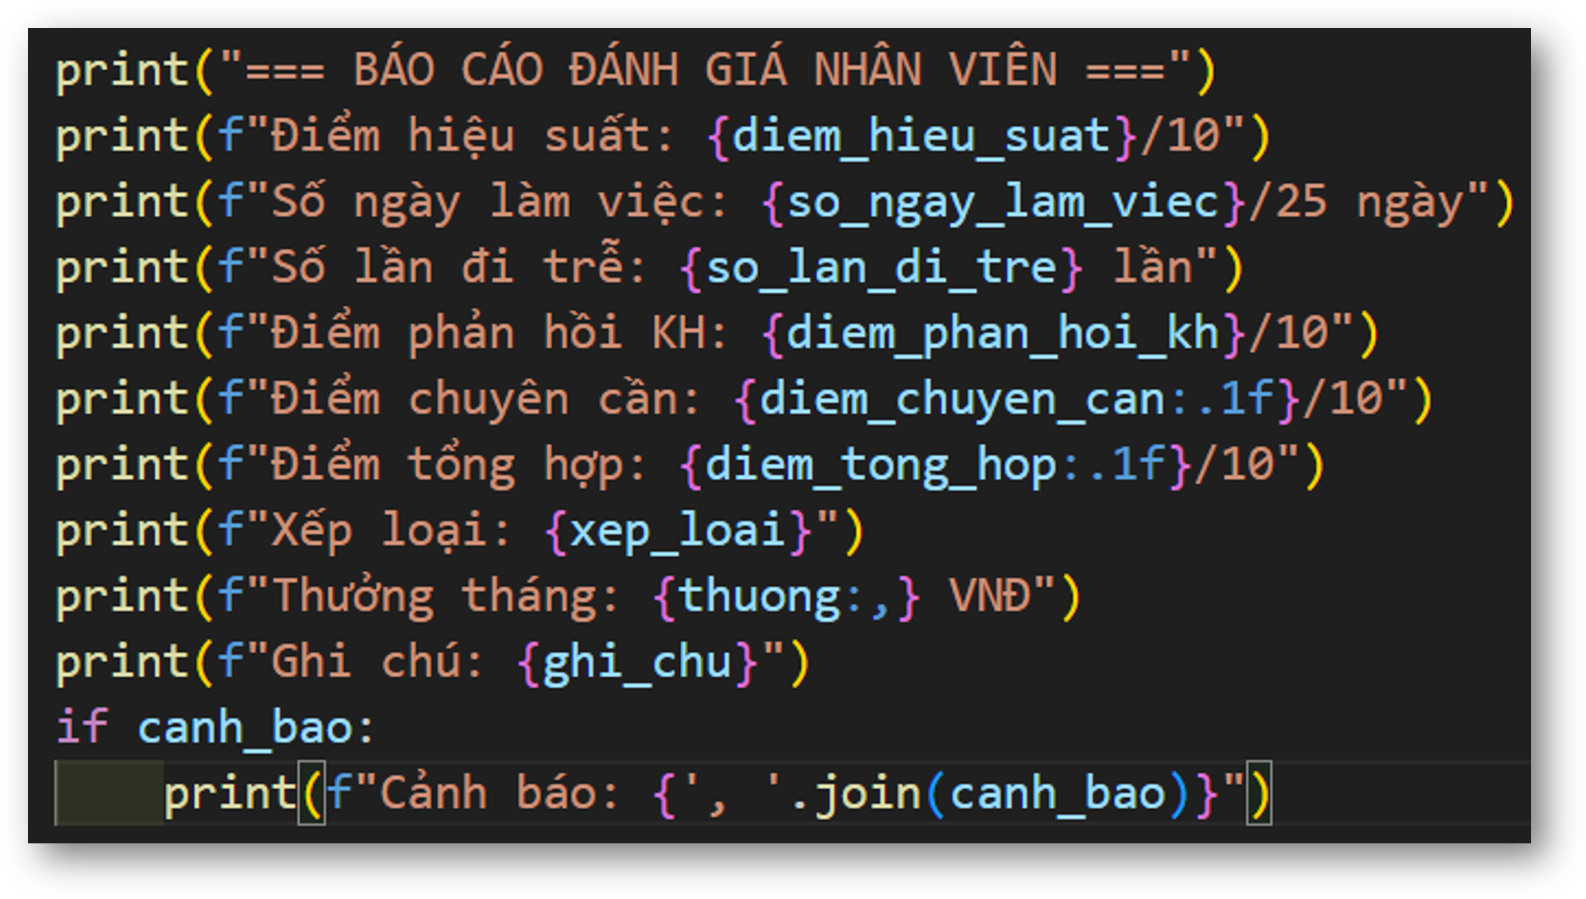 print("=== BÁO CÁO ĐÁNH GIÁ NHÂN VIÊN ===")
print(f"Điểm hiệu suất: {diem_hieu_suat}/10")
print(f"Số ngày làm việc: {so_ngay_lam_viec}/25 ngày")
print(f"Số lần đi trễ: {so_lan_di_tre} lần")
print(f"Điểm phản hồi KH: {diem_phan_hoi_kh}/10")
print(f"Điểm chuyên cần: {diem_chuyen_can:.1f}/10")
print(f"Điểm tổng hợp: {diem_tong_hop:.1f}/10")
print(f"Xếp loại: {xep_loai}")
print(f"Thưởng tháng: {thuong:,} VNĐ")
print(f"Ghi chú: {ghi_chu}")
if canh_bao:
    print(f"Cảnh báo: {', '.join(canh_bao)}")